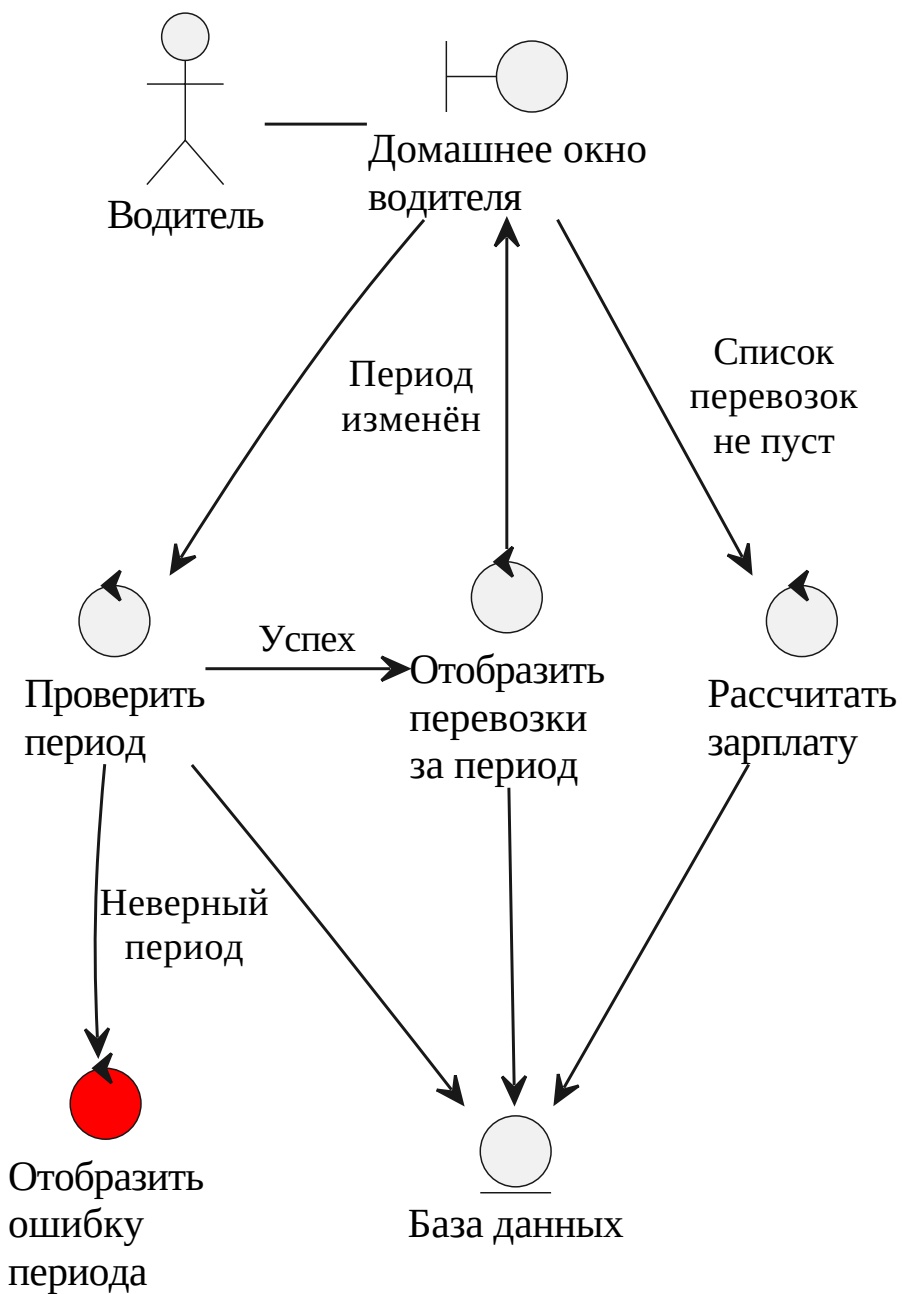 Водитель
Домашнее окно
водителя
Период
изменён
Список
перевозок
не пуст
Успех
Проверить
период
Отобразить
перевозки
за период
Рассчитать
зарплату
Неверный
период
Отобразить
ошибку
периода
База данных